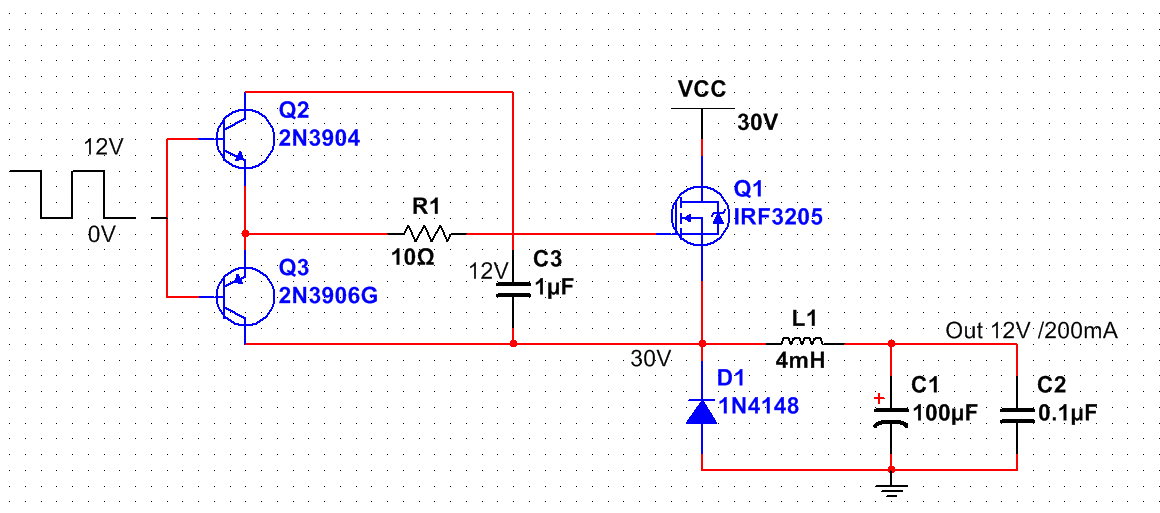 VCC
30V
Q2
2N3904
12V
0V
Q1
IRF3205
R1
10Ω
Q3
2N3906G
12V
C3
1µF
L1
4mH
Out 12V /200mA
30V
D1
1N4148
C1
+
100µF
C2
0.1µF